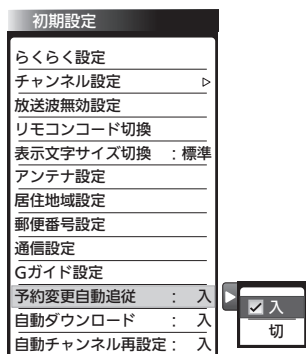 初期設定
らくらく設定
チャンネル設定 ▷
放送波無効設定
リモコンコード切換
表示文字サイズ切換 ：標準
アンテナ設定
居住地域設定
郵便番号設定
通信設定
Gガイド設定
予約変更自動追従 ： 入
自動ダウンロード ： 入
自動チャンネル再設定： 入
入
切